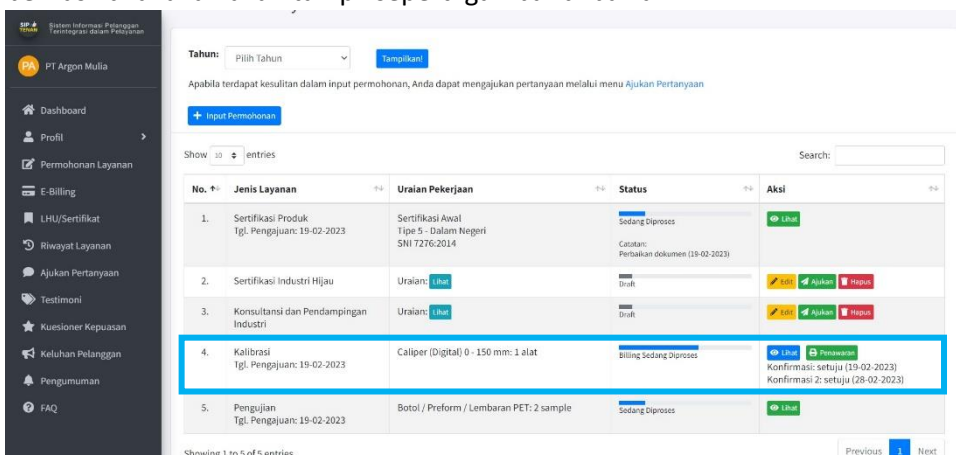 SIP TENAN
Sistem Informasi Pelanggan
Terintegrasi dalam Pelayanan
PA PT Argon Mulia
Dashboard
Profil
Permohonan Layanan
E-Billing
LHU/Sertifikat
Riwayat Layanan
Ajukan Pertanyaan
Testimoni
Kuesioner Kepuasan
Keluhan Pelanggan
Pengumuman
FAQ
Tahun: Pilih Tahun Tampilkan!
Apabila terdapat kesulitan dalam input permohonan, Anda dapat mengajukan pertanyaan melalui menu Ajukan Pertanyaan
+ Input Permohonan
Show 10 entries Search:
No. Jenis Layanan Uraian Pekerjaan Status Aksi
1. Sertifikasi Produk
Tgl. Pengajuan: 19-02-2023
Sertifikasi Awal
Tipe 5 - Dalam Negeri
SNI 7276:2014
Sedang Diproses
Catatan:
Perbaikan dokumen (19-02-2023)
Lihat
2. Sertifikasi Industri Hijau Uraian: Lihat Draft Edit Ajukan Hapus
3. Konsultansi dan Pendampingan
Industri
Uraian: Lihat Draft Edit Ajukan Hapus
4. Kalibrasi
Tgl. Pengajuan: 19-02-2023
Caliper (Digital) 0 - 150 mm: 1 alat
Billing Sedang Diproses
Lihat Penawaran
Konfirmasi: setuju (19-02-2023)
Konfirmasi 2: setuju (28-02-2023)
5. Pengujian
Tgl. Pengajuan: 19-02-2023
Botol / Preform / Lembaran PET: 2 sample
Sedang Diproses
Lihat
Showing 1 to 5 of 5 entries
Previous 1 Next